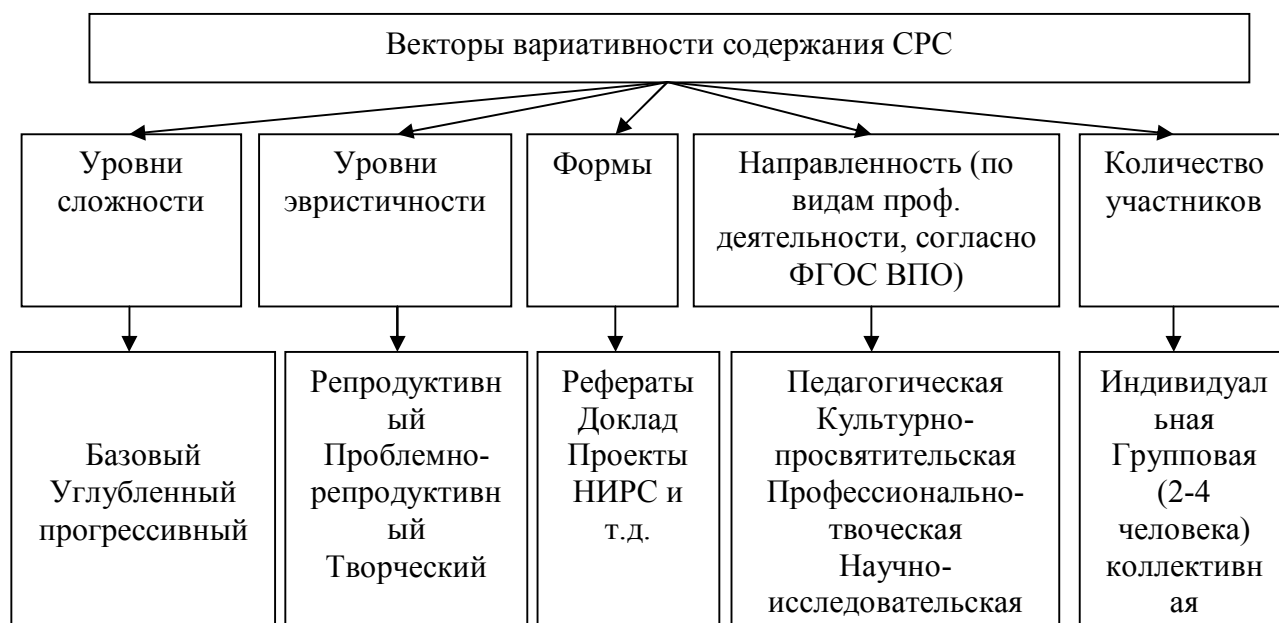 Векторы вариативности содержания СРС
Уровни
сложности
Уровни
эвристичности
Формы
Направленность (по
видам проф.
деятельности, согласно
ФГОС ВПО)
Количество
участников
Базовый
Углубленный
прогрессивный
Репродуктивн
ый
Проблемно-
репродуктивн
ый
Творческий
Рефераты
Доклад
Проекты
НИРС и
т.д.
Педагогическая
Культурно-
просвятительская
Профессионально-
твоческая
Научно-
исследовательская
Индивидуал
ьная
Групповая
(2-4
человека)
коллективн
ая